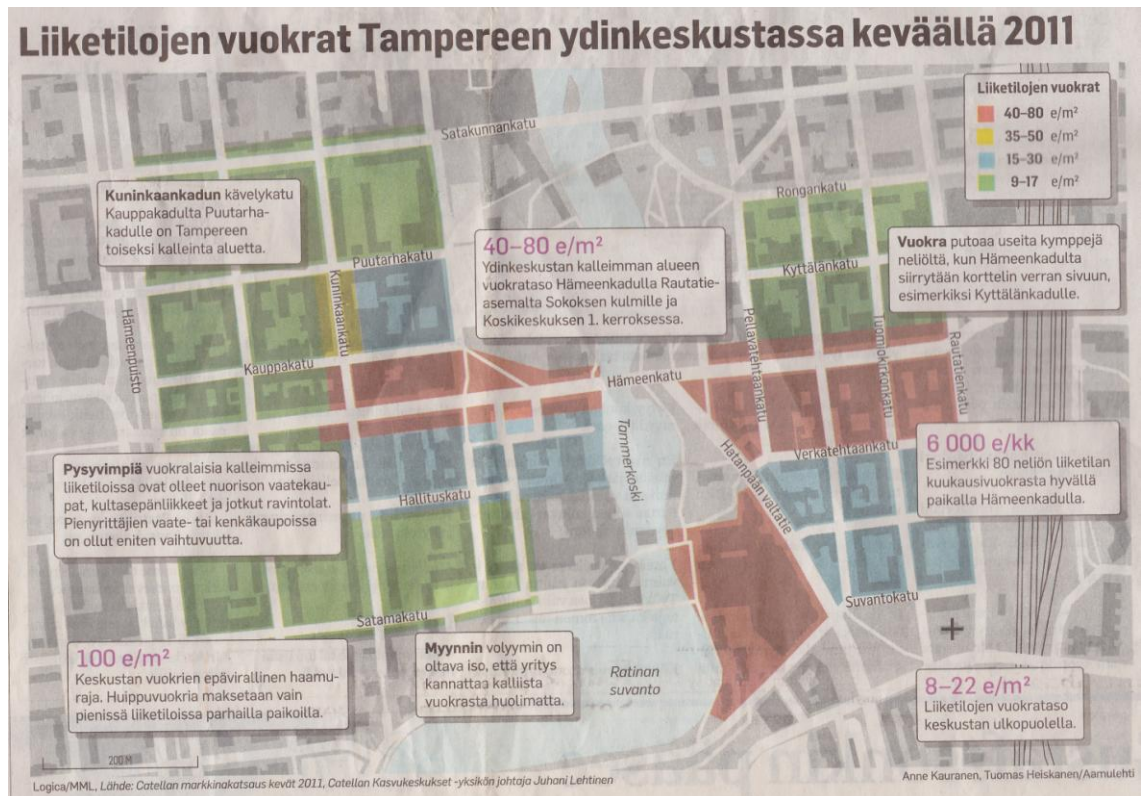 Liiketilojen vuokrat Tampereen ydinkeskustassa keväällä 2011
Liiketilojen vuokrat
40–80 e/m²
35–50 e/m²
15–30 e/m²
9–17 e/m²
Satakunnankatu
Kuninkaankadun kävelykatu
Kauppakadulta Puutarha-
kadulle on Tampereen
toiseksi kalleinta aluetta.
40–80 e/m²
Ydinkeskustan kalleimman alueen
vuokrataso Hämeenkadulla Rautatie-
asemalta Sokoksen kulmille ja
Koskikeskuksen 1. kerroksessa.
Rongankatu
Vuokra putoaa useita kymppejä
neliöltä, kun Hämeenkadulta
siirrytään korttelin verran sivuun,
esimerkiksi Kyttälänkadulle.
Puutarhakatu
Kyttälänkatu
Hämeenpuisto
Kuninkaankatu
Pellavatehtaankatu
Tuomiokirkonkatu
Rautatienkatu
Kauppakatu
Hämeenkatu
Tammerkoski
Hatanpään valtatie
Verkatehtaankatu
Pysyvimpiä vuokralaisia kalleimmissa
liiketiloissa ovat olleet nuorison vaatekau-
pat, kultasepänliikkeet ja jotkut ravintolat.
Pienyrittäjien vaate- tai kenkäkaupoissa
on ollut eniten vaihtuvuutta.
Hallituskatu
6 000 e/kk
Esimerkki 80 neliön liiketilan
kuukausivuokrasta hyvällä
paikalla Hämeenkadulla.
Suvantokatu
Satamakatu
100 e/m²
Keskustan vuokrien epävirallinen haamu-
raja. Huippuvuokria maksetaan vain
pienissä liiketiloissa parhailla paikoilla.
Myynnin volyymin on
oltava iso, että yritys
kannattaa kalliista
vuokrasta huolimatta.
Ratinan
suvanto
8–22 e/m²
Liiketilojen vuokrataso
keskustan ulkopuolella.
200 M
Logica/MML, Lähde: Catellan markkinakatsaus kevät 2011, Catellan Kasvukeskukset -yksikön johtaja Juhani Lehtinen
Anne Kauranen, Tuomas Heiskanen/Aamulehti